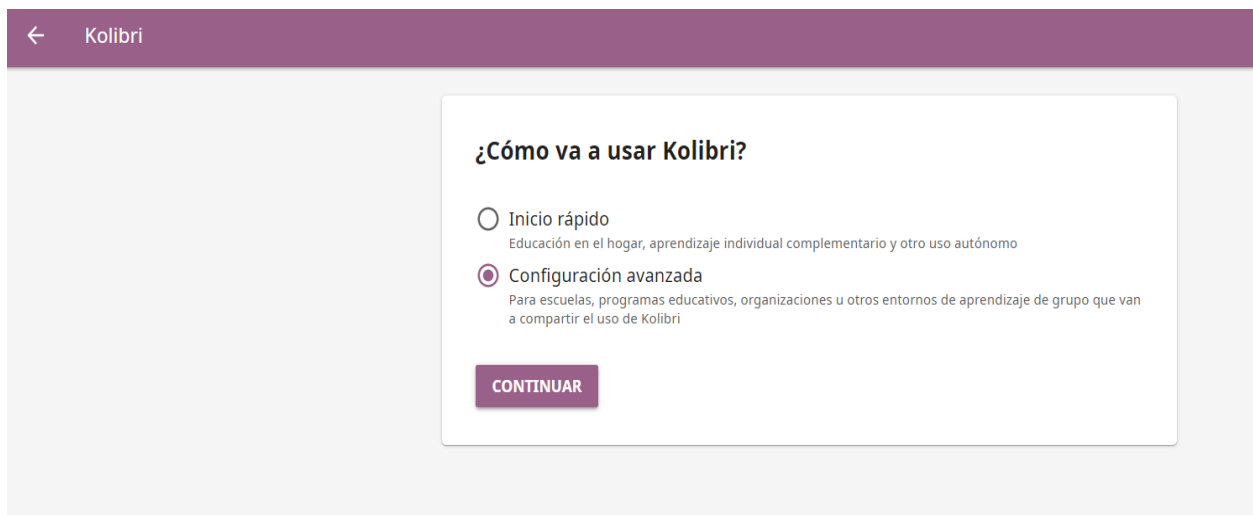 Kolibri
¿Cómo va a usar Kolibri?
Inicio rápido
Educación en el hogar, aprendizaje individual complementario y otro uso autónomo
Configuración avanzada
Para escuelas, programas educativos, organizaciones u otros entornos de aprendizaje de grupo que van
a compartir el uso de Kolibri
CONTINUAR